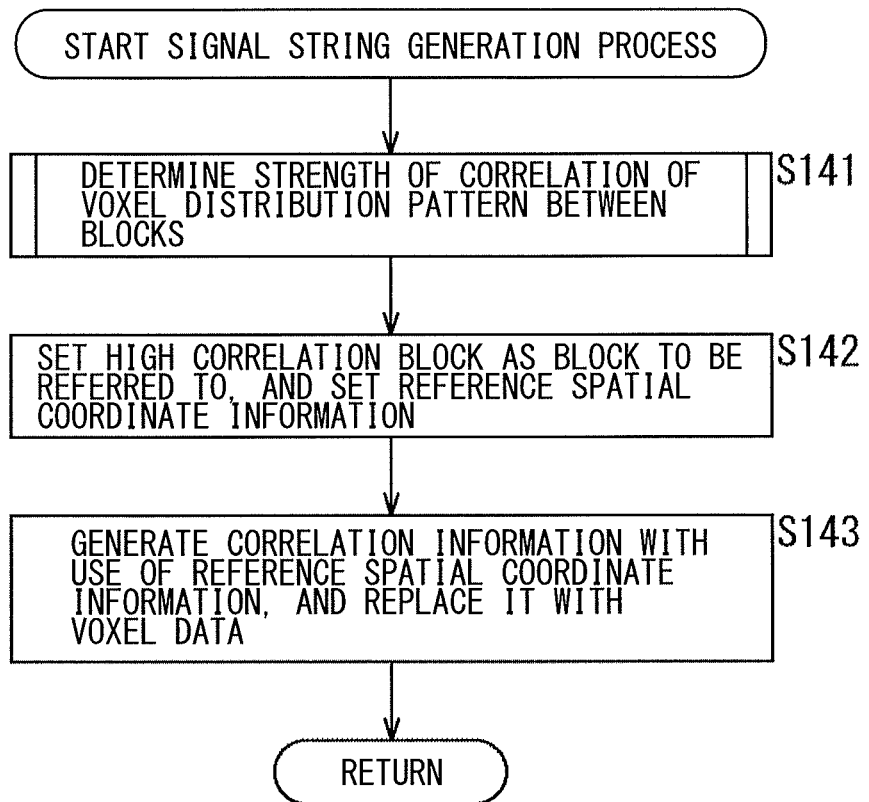 START SIGNAL STRING GENERATION PROCESS
S141
DETERMINE STRENGTH OF CORRELATION OF
VOXEL DISTRIBUTION PATTERN BETWEEN
BLOCKS
S142
SET HIGH CORRELATION BLOCK AS BLOCK TO BE
REFERRED TO, AND SET REFERENCE SPATIAL
COORDINATE INFORMATION
S143
GENERATE CORRELATION INFORMATION WITH
USE OF REFERENCE SPATIAL COORDINATE
INFORMATION, AND REPLACE IT WITH
VOXEL DATA
RETURN